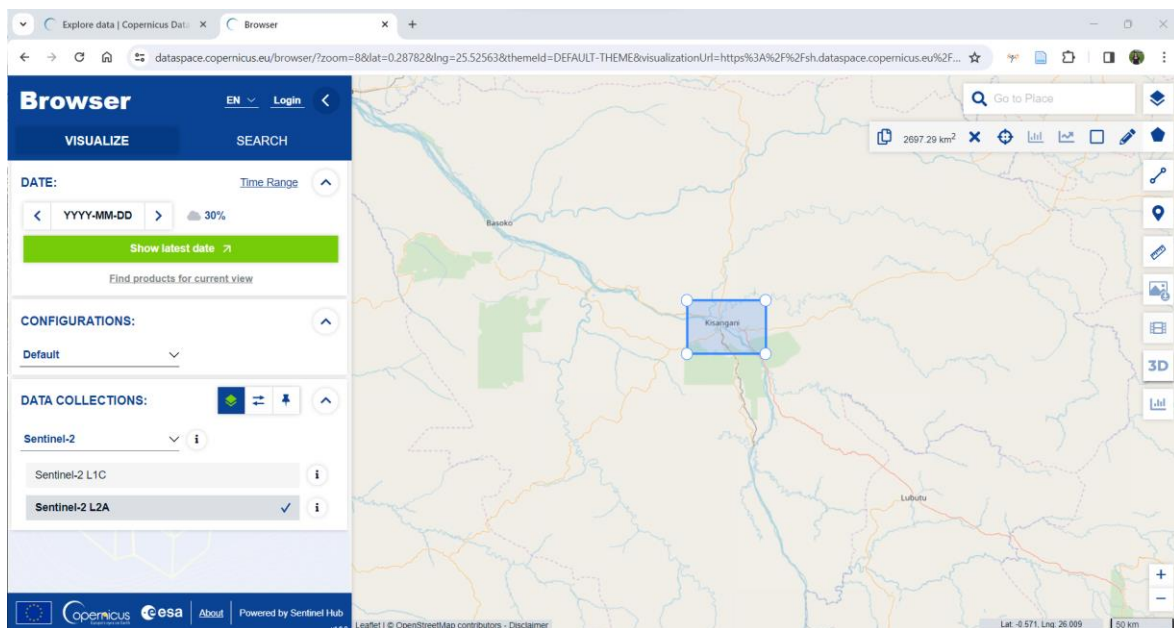 Explore data | Copernicus Data
Browser
dataspace.copernicus.eu/browser/?zoom=8&lat=0.28782&lng=25.52563&themeId=DEFAULT-THEME&visualizationUrl=https%3A%2F%2Fsh.dataspace.copernicus.eu%2F...
Browser
EN
Login
VISUALIZE
SEARCH
DATE:
Time Range
YYYY-MM-DD
30%
Show latest date
Find products for current view
CONFIGURATIONS:
Default
DATA COLLECTIONS:
Sentinel-2
Sentinel-2 L1C
Sentinel-2 L2A
opernicus
esa
About
Powered by Sentinel Hub
Go to Place
2697.29 km²
3D
Basoko
Kisangani
Lubutu
Leaflet | © OpenStreetMap contributors - Disclaimer
Lat: -0.571, Lng: 26.009
50 km